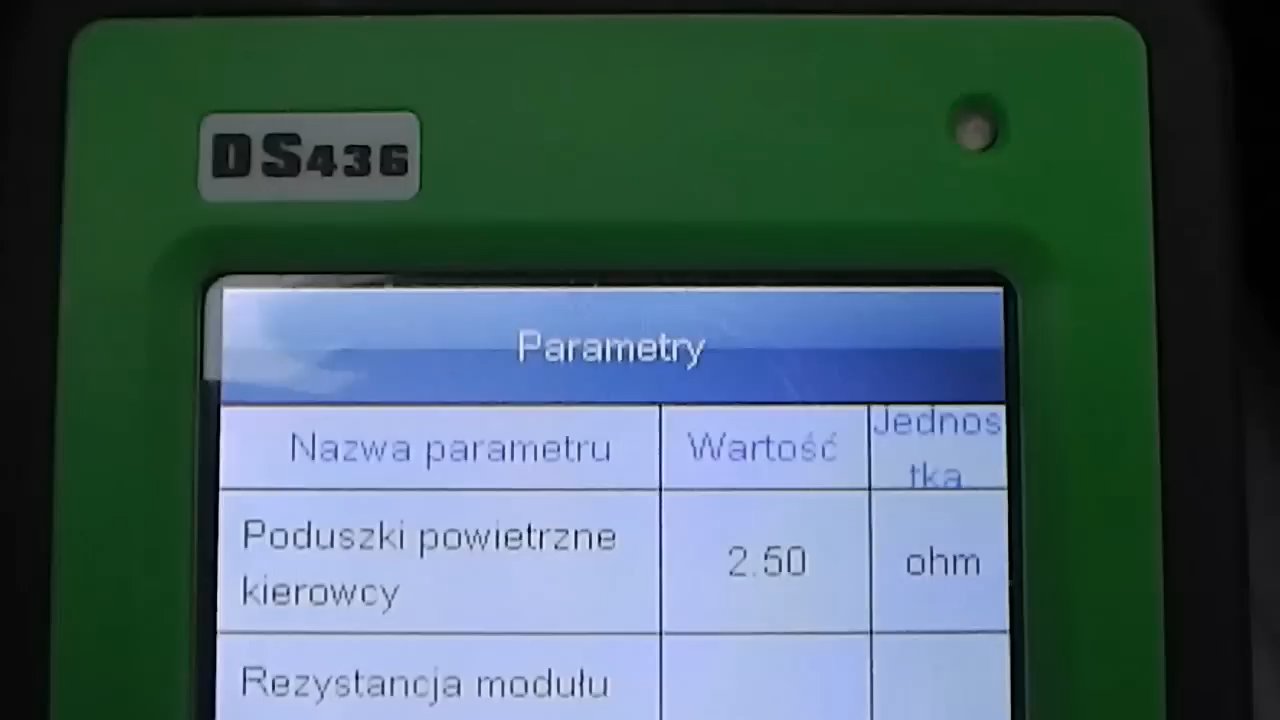 DS436
Parametry
Nazwa parametru
Wartość
Jednos
tka
Poduszki powietrzne
kierowcy
2.50
ohm
Rezystancja modułu